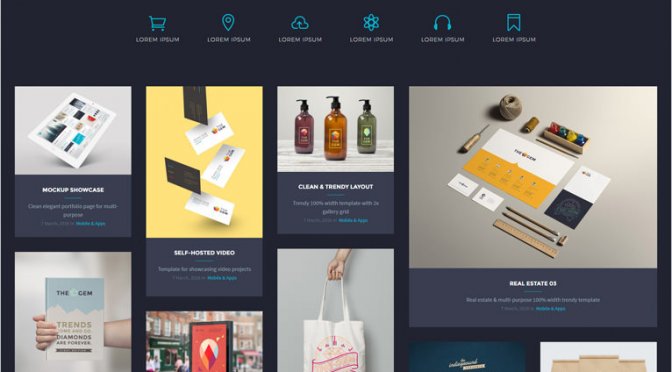 LOREM IPSUM
LOREM IPSUM
LOREM IPSUM
LOREM IPSUM
LOREM IPSUM
LOREM IPSUM
MOCKUP SHOWCASE
Clean elegant portfolio page for multi-
purpose
7 March, 2016 in Mobile & Apps
SELF-HOSTED VIDEO
Template for showcasing video projects
7 March, 2016 in Mobile & Apps
CLEAN & TRENDY LAYOUT
Trendy 100% width template with 2x
gallery grid
7 March, 2016 in Mobile & Apps
THE GEM
REAL ESTATE 03
Real estate & multi-purpose 100% width trendy template
7 March, 2016 in Mobile & Apps
THE GEM
TRENDS
COME AND GO.
DIAMONDS
ARE FOREVER.
the
indieground